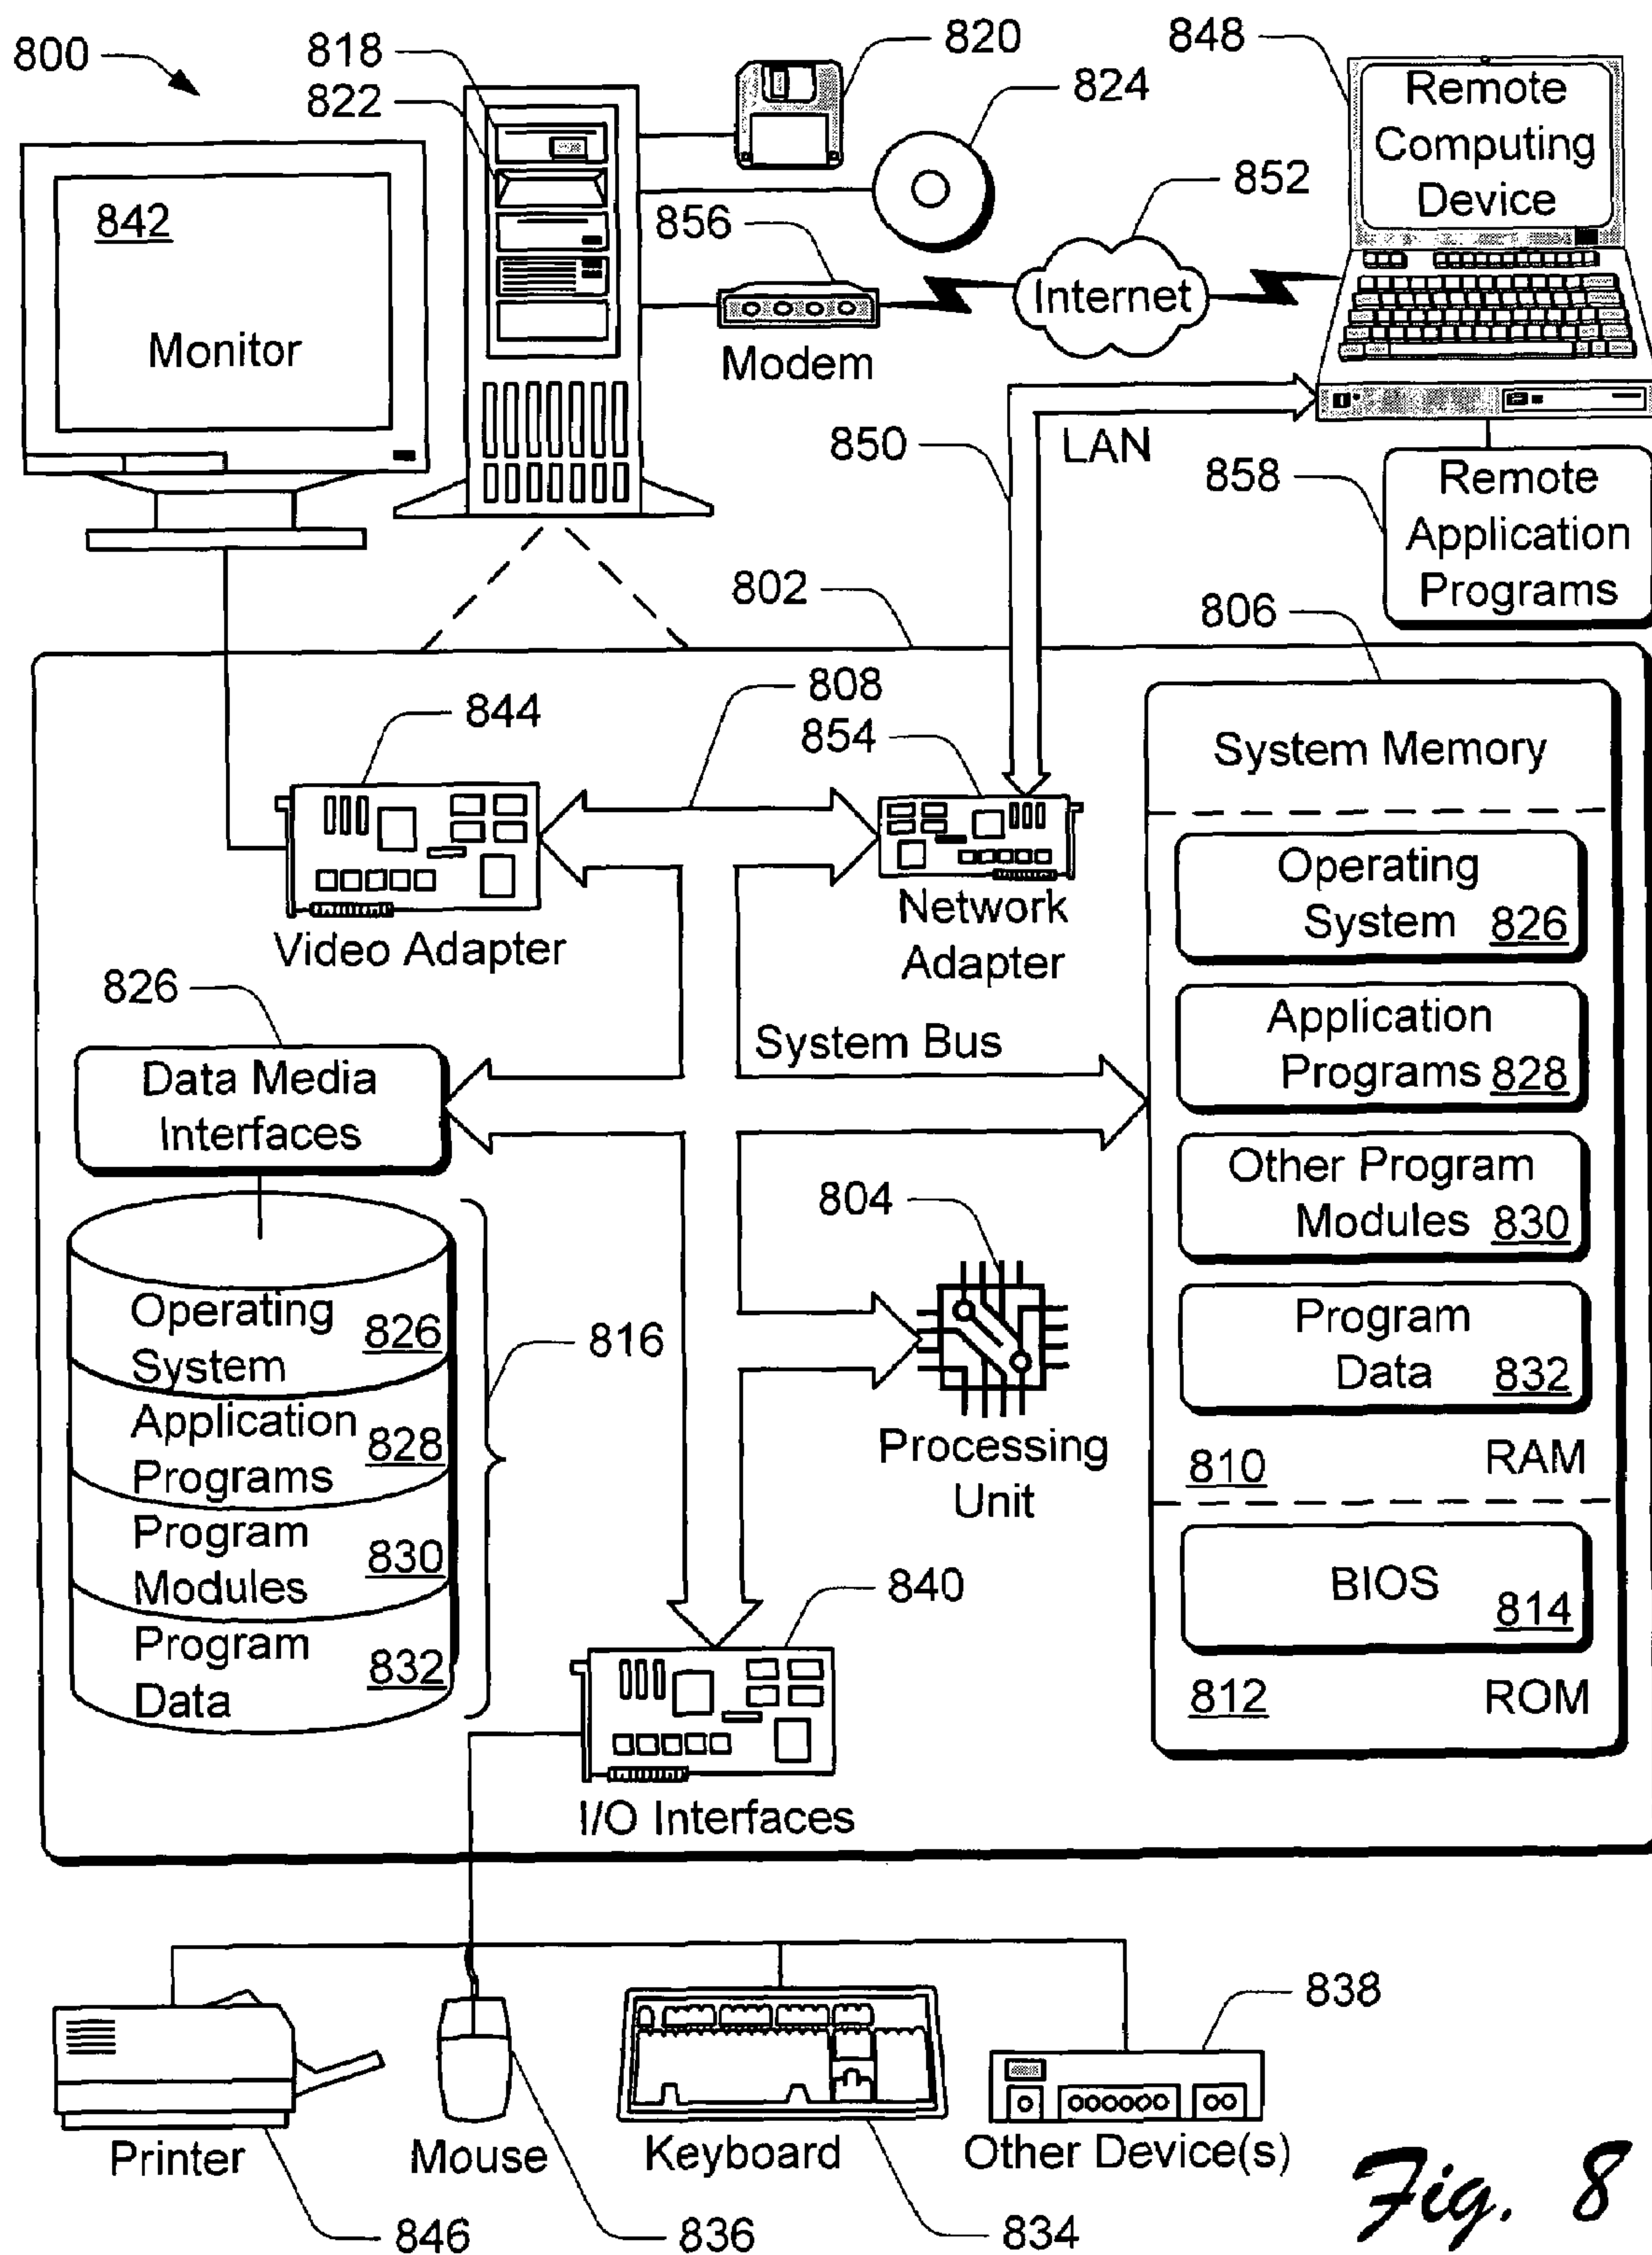 800
818
822
820
824
848
Remote
Computing
Device
842
Monitor
856
Modem
852
Internet
850
LAN
858
Remote
Application
Programs
802
806
808
844
854
Video Adapter
Network
Adapter
System Memory
Operating
System 826
Application
Programs 828
Other Program
Modules 830
Program
Data 832
810 RAM
BIOS
814
812 ROM
826
Data Media
Interfaces
System Bus
804
Processing
Unit
Operating
System 826
Application
Programs 828
Program
Modules 830
Program
Data 832
816
840
I/O Interfaces
838
Printer
Mouse
Keyboard
Other Device(s)
846
836
834
Fig. 8